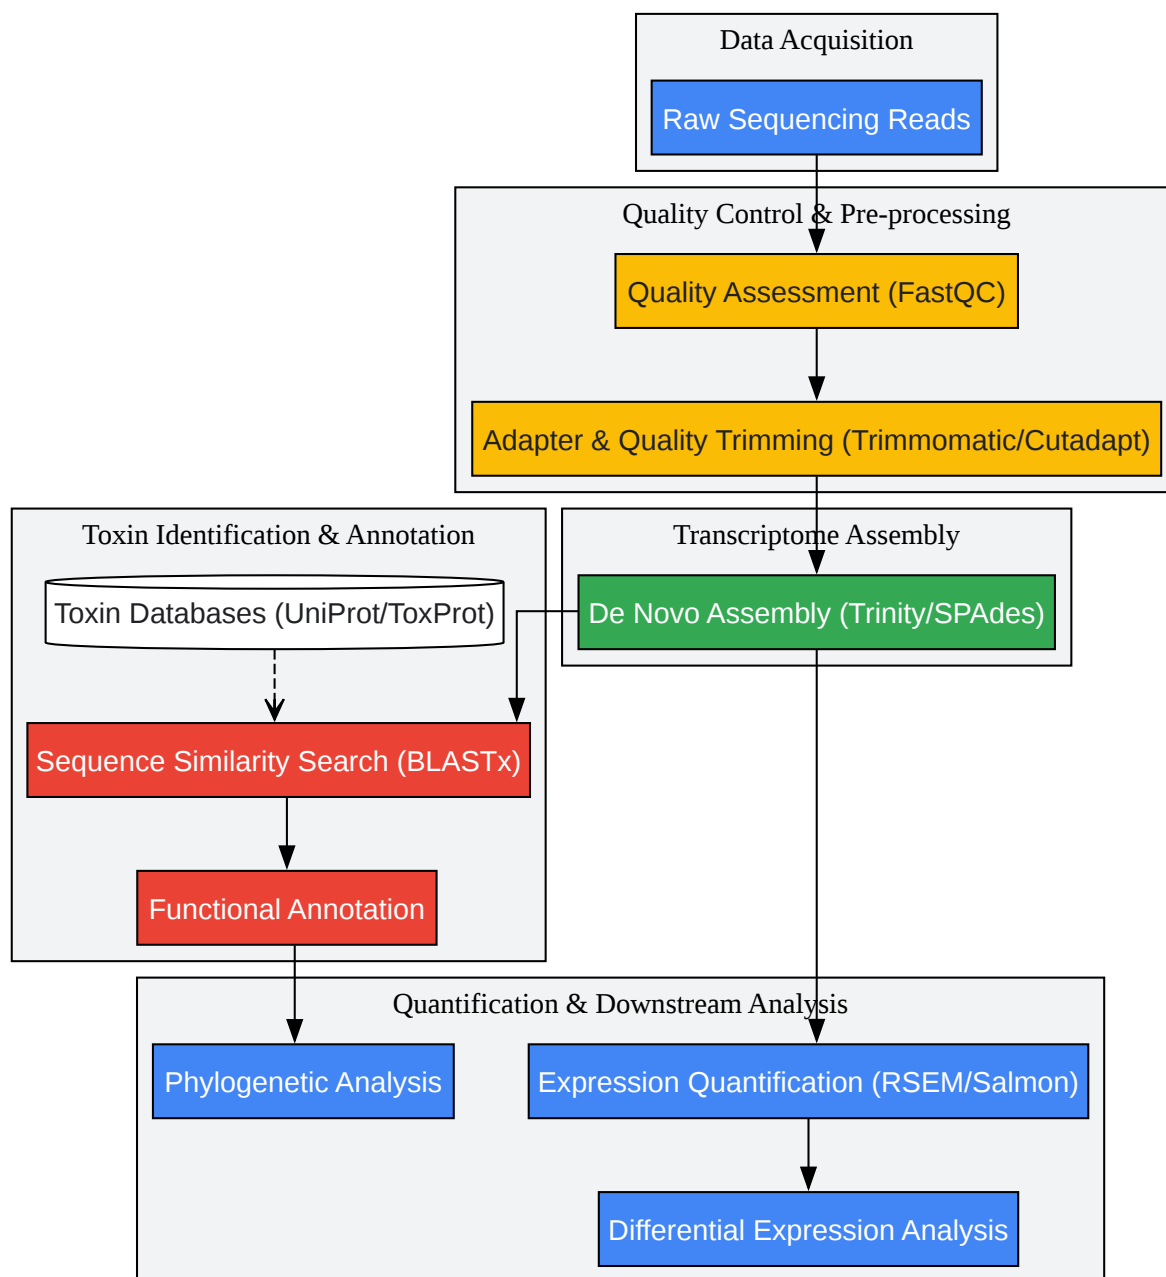 Data Acquisition
Raw Sequencing Reads
Quality Control & Pre-processing
Quality Assessment (FastQC)
Adapter & Quality Trimming (Trimmomatic/Cutadapt)
Toxin Identification & Annotation
Toxin Databases (UniProt/ToxProt)
Sequence Similarity Search (BLASTx)
Functional Annotation
Transcriptome Assembly
De Novo Assembly (Trinity/SPAdes)
Quantification & Downstream Analysis
Phylogenetic Analysis
Expression Quantification (RSEM/Salmon)
Differential Expression Analysis